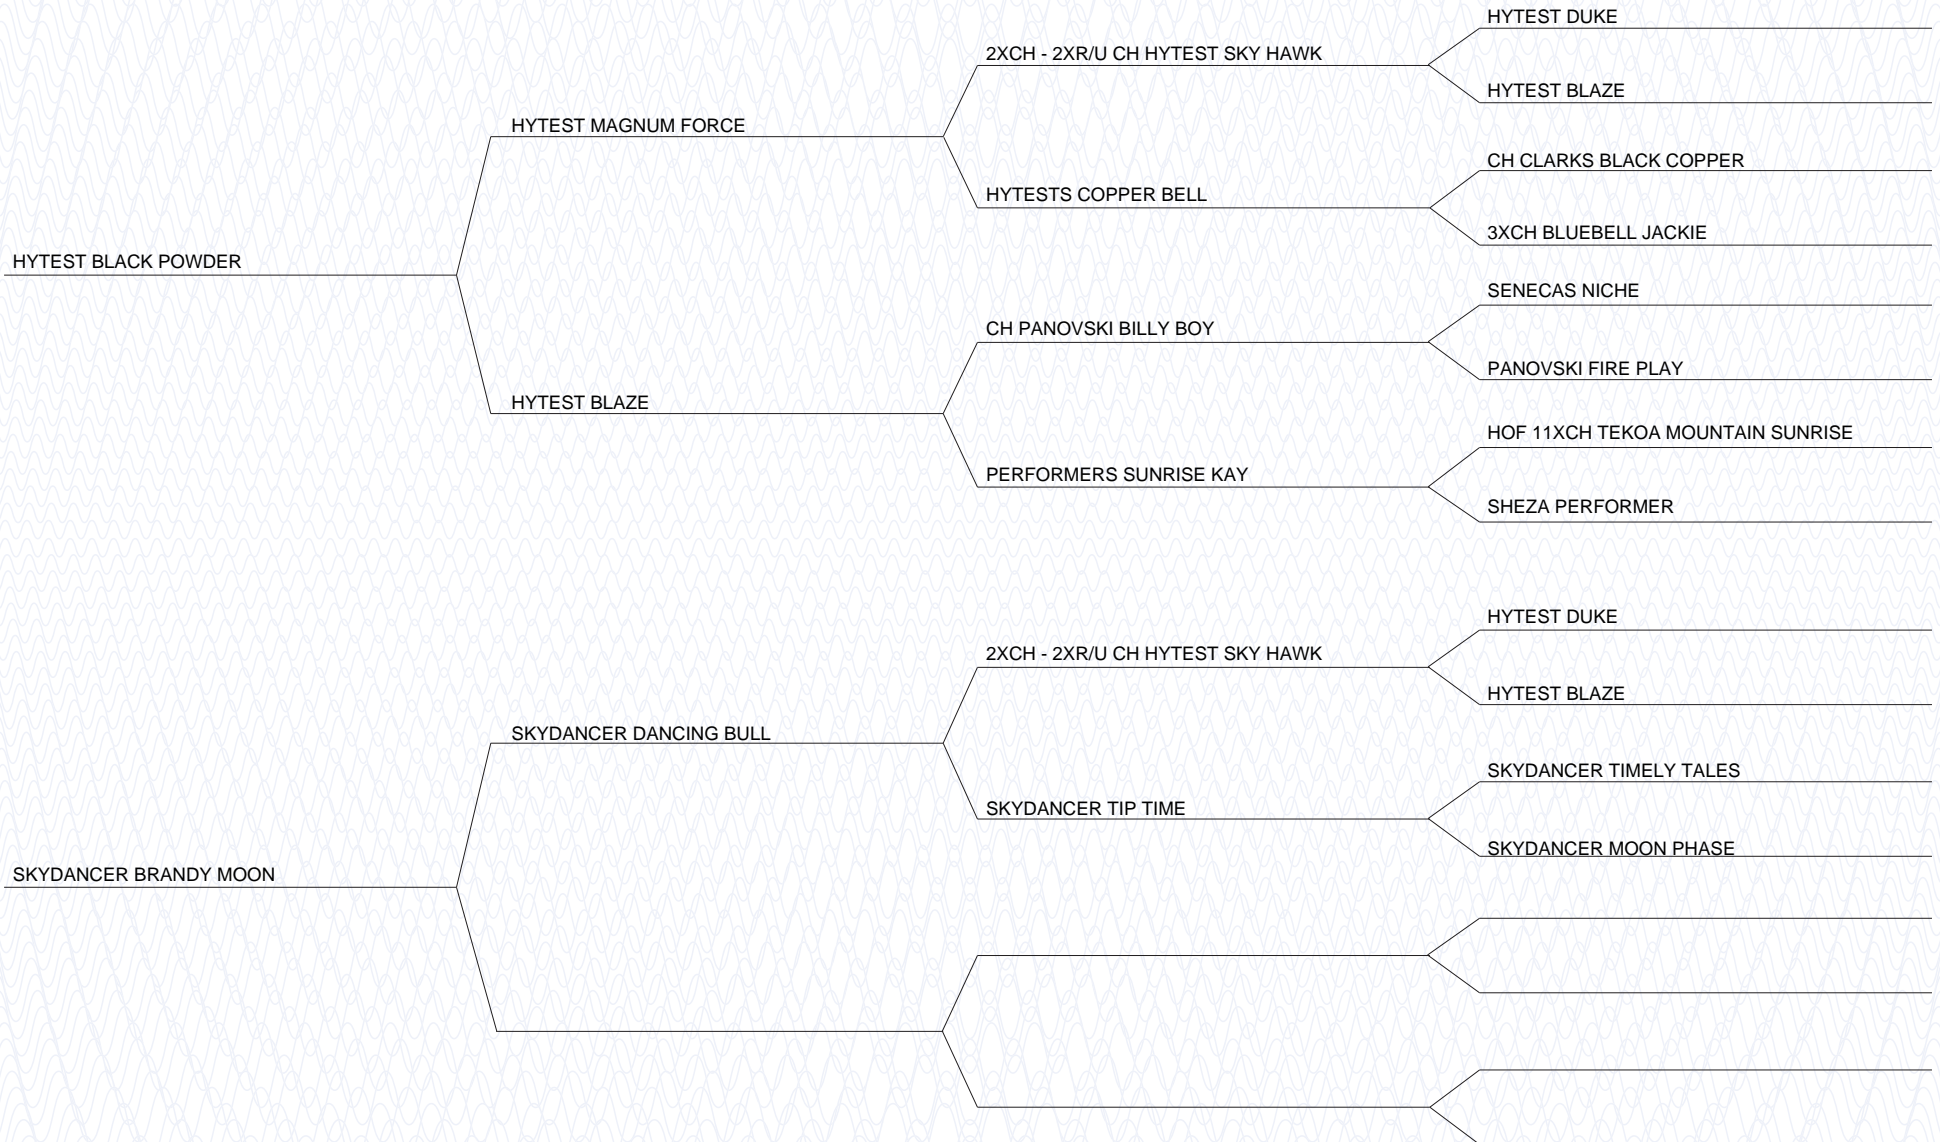 HYTEST DUKE
2XCH - 2XR/U CH HYTEST SKY HAWK
HYTEST BLAZE
HYTEST MAGNUM FORCE
CH CLARKS BLACK COPPER
HYTESTS COPPER BELL
3XCH BLUEBELL JACKIE
HYTEST BLACK POWDER
SENECAS NICHE
CH PANOVSKI BILLY BOY
PANOVSKI FIRE PLAY
HYTEST BLAZE
HOF 11XCH TEKOA MOUNTAIN SUNRISE
PERFORMERS SUNRISE KAY
SHEZA PERFORMER
HYTEST DUKE
2XCH - 2XR/U CH HYTEST SKY HAWK
HYTEST BLAZE
SKYDANCER DANCING BULL
SKYDANCER TIMELY TALES
SKYDANCER TIP TIME
SKYDANCER MOON PHASE
SKYDANCER BRANDY MOON